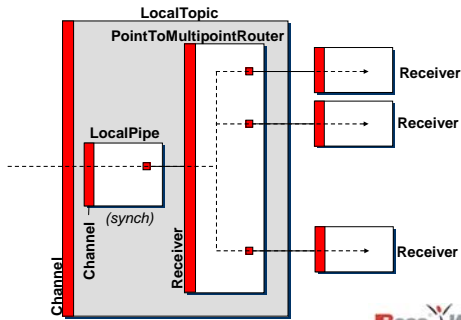 LocalTopic
PointToMultipointRouter
Receiver
Receiver
LocalPipe
(synch)
Channel
Receiver
Receiver
Channel